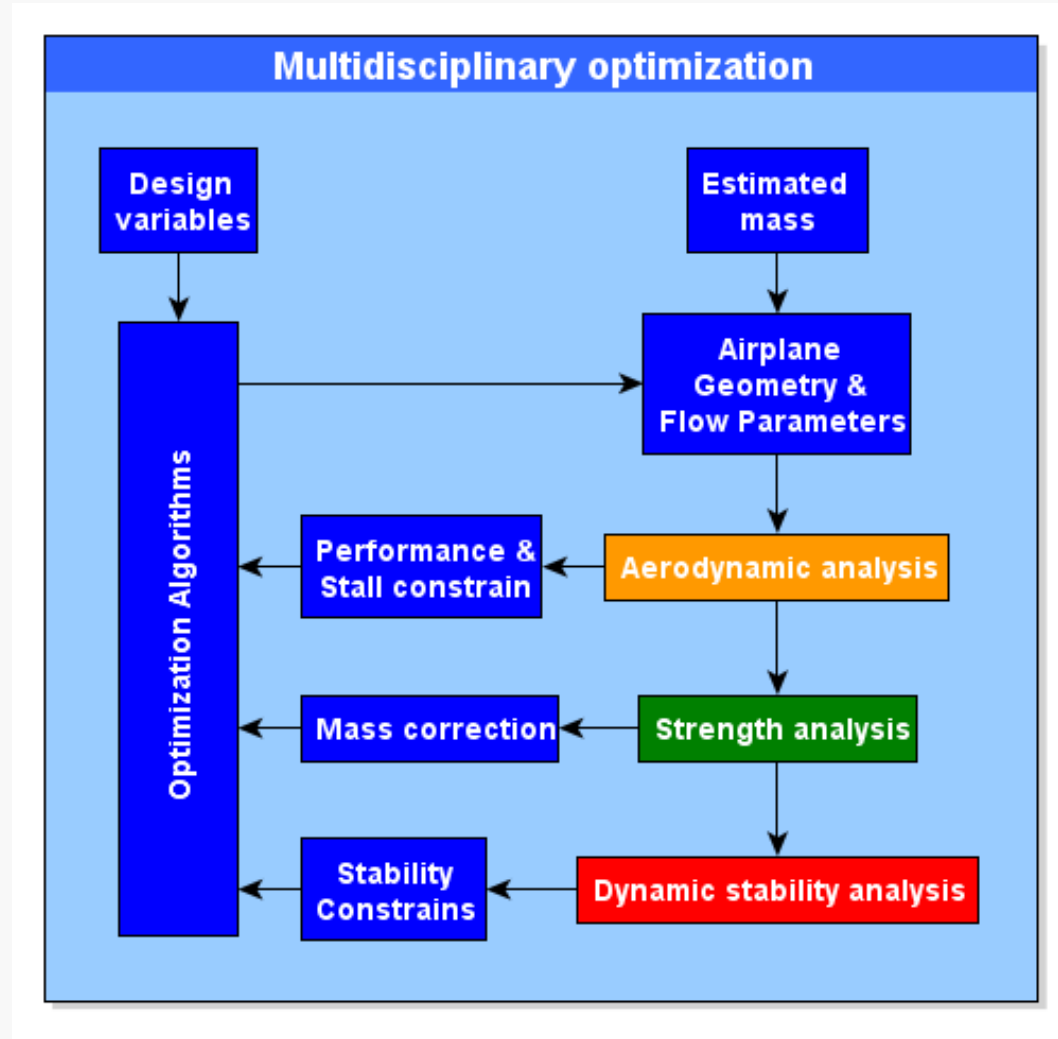 Multidisciplinary optimization
Design
variables
Estimated
mass
Airplane
Geometry &
Flow Parameters
Optimization Algorithms
Performance &
Stall constrain
Aerodynamic analysis
Mass correction
Strength analysis
Stability
Constrains
Dynamic stability analysis